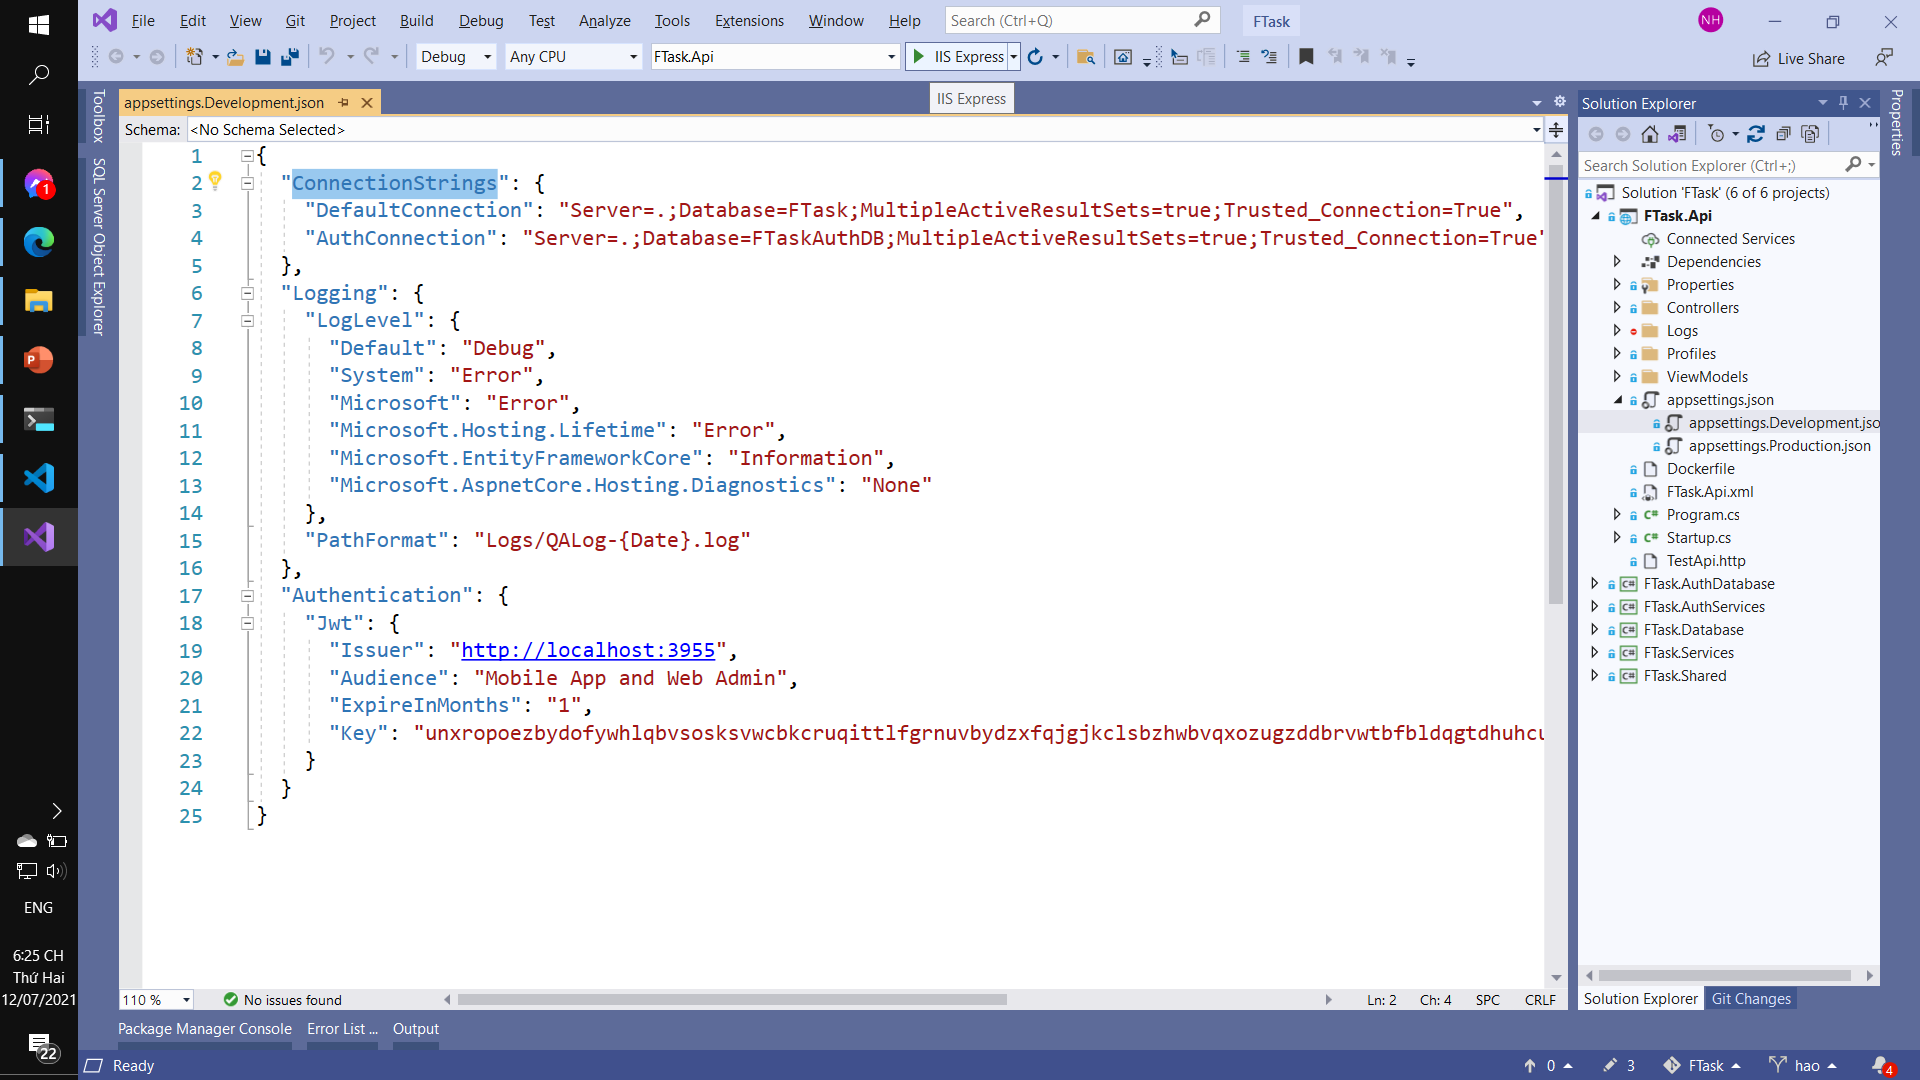 File Edit View Git Project Build Debug Test Analyze Tools Extensions Window Help Search (Ctrl+Q) FTask NH
Debug Any CPU FTask.Api IIS Express Live Share
appsettings.Development.json IIS Express
Schema: <No Schema Selected>
1 {
2 "ConnectionStrings": {
3 "DefaultConnection": "Server=.;Database=FTask;MultipleActiveResultSets=true;Trusted_Connection=True",
4 "AuthConnection": "Server=.;Database=FTaskAuthDB;MultipleActiveResultSets=true;Trusted_Connection=True"
5 },
6 "Logging": {
7 "LogLevel": {
8 "Default": "Debug",
9 "System": "Error",
10 "Microsoft": "Error",
11 "Microsoft.Hosting.Lifetime": "Error",
12 "Microsoft.EntityFrameworkCore": "Information",
13 "Microsoft.AspnetCore.Hosting.Diagnostics": "None"
14 },
15 "PathFormat": "Logs/QALog-{Date}.log"
16 },
17 "Authentication": {
18 "Jwt": {
19 "Issuer": "http://localhost:3955",
20 "Audience": "Mobile App and Web Admin",
21 "ExpireInMonths": "1",
22 "Key": "unxropoezbydofywhlqbvsosksvwcbkcruqittlfgrnuvbydzxfqjgjkclsbzhwbvqxozugzddbrvwtbfbldqgtdhuhcu
23 }
24 }
25 }
110 % No issues found Ln: 2 Ch: 4 SPC CRLF
Package Manager Console Error List ... Output
Ready 0 3 FTask hao 4
Toolbox
SQL Server Object Explorer
Properties
Solution Explorer
Search Solution Explorer (Ctrl+;)
Solution 'FTask' (6 of 6 projects)
FTask.Api
Connected Services
Dependencies
Properties
Controllers
Logs
Profiles
ViewModels
appsettings.json
appsettings.Development.jso
appsettings.Production.json
Dockerfile
FTask.Api.xml
C# Program.cs
C# Startup.cs
TestApi.http
C# FTask.AuthDatabase
C# FTask.AuthServices
C# FTask.Database
C# FTask.Services
C# FTask.Shared
Solution Explorer Git Changes
1
P
ENG
6:25 CH
Thứ Hai
12/07/2021
22